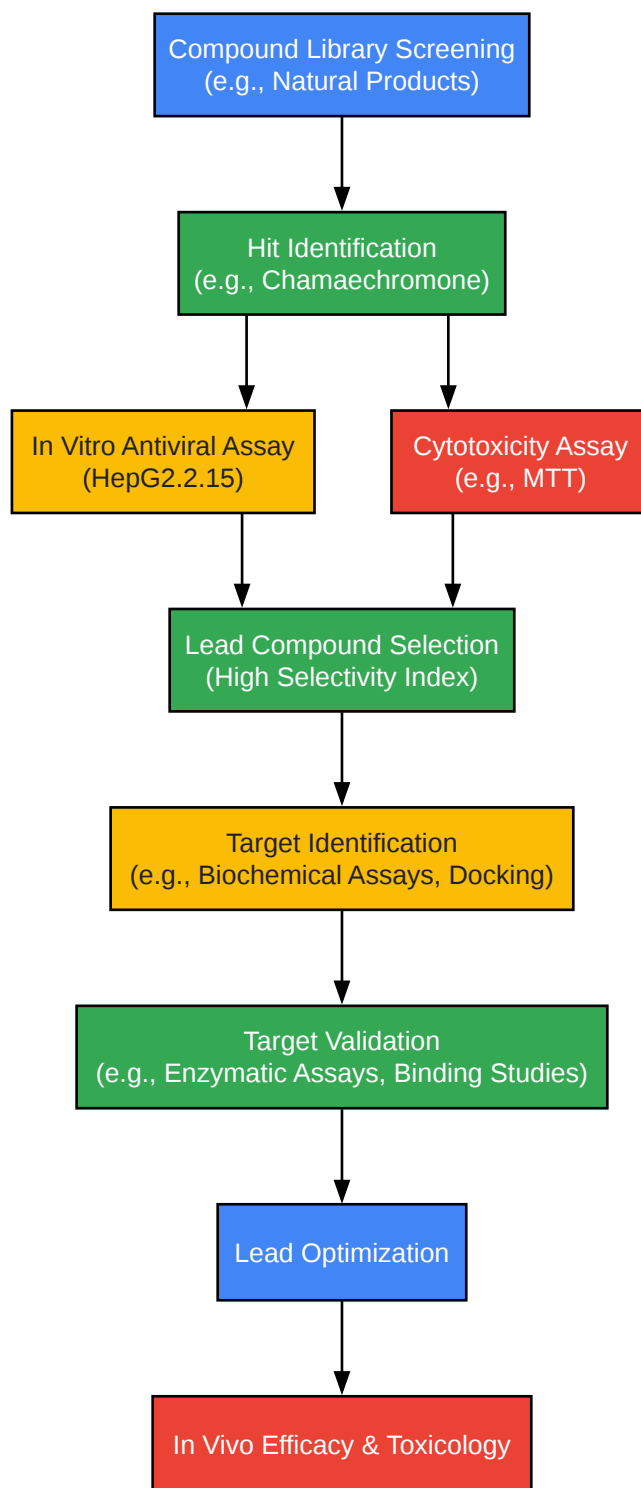 Compound Library Screening
(e.g., Natural Products)
Hit Identification
(e.g., Chamaechromone)
In Vitro Antiviral Assay
(HepG2.2.15)
Cytotoxicity Assay
(e.g., MTT)
Lead Compound Selection
(High Selectivity Index)
Target Identification
(e.g., Biochemical Assays, Docking)
Target Validation
(e.g., Enzymatic Assays, Binding Studies)
Lead Optimization
In Vivo Efficacy & Toxicology